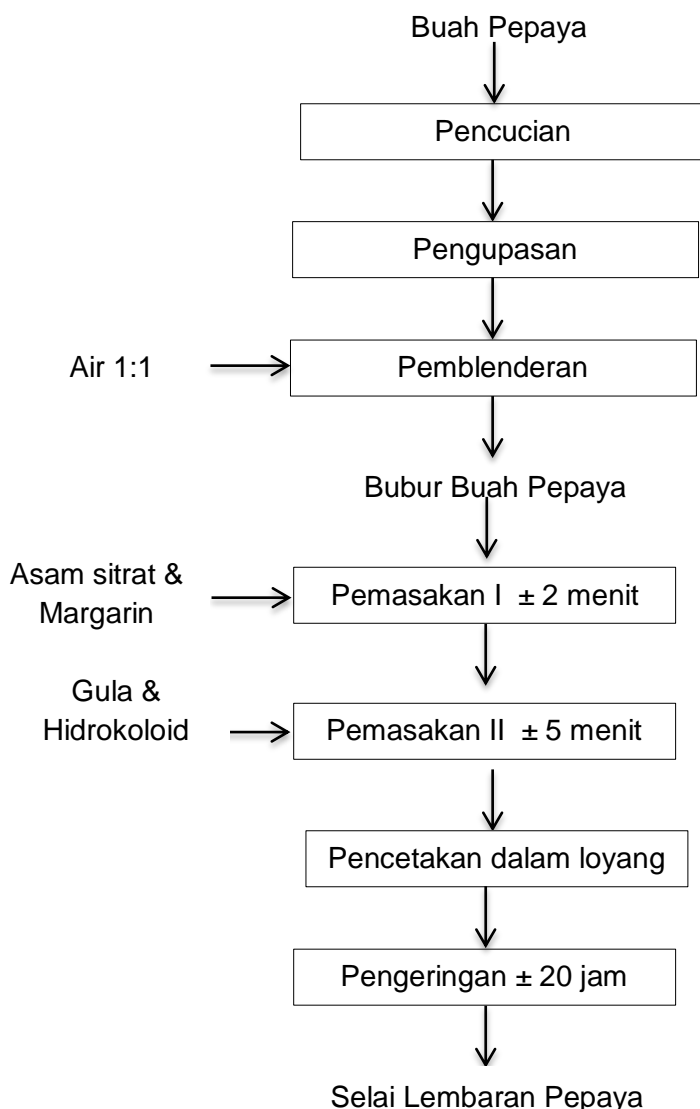 Buah Pepaya
Pencucian
Pengupasan
Air 1:1
Pemblenderan
Bubur Buah Pepaya
Asam sitrat &
Margarin
Pemasakan I ± 2 menit
Gula &
Hidrokoloid
Pemasakan II ± 5 menit
Pencetakan dalam loyang
Pengeringan ± 20 jam
Selai Lembaran Pepaya